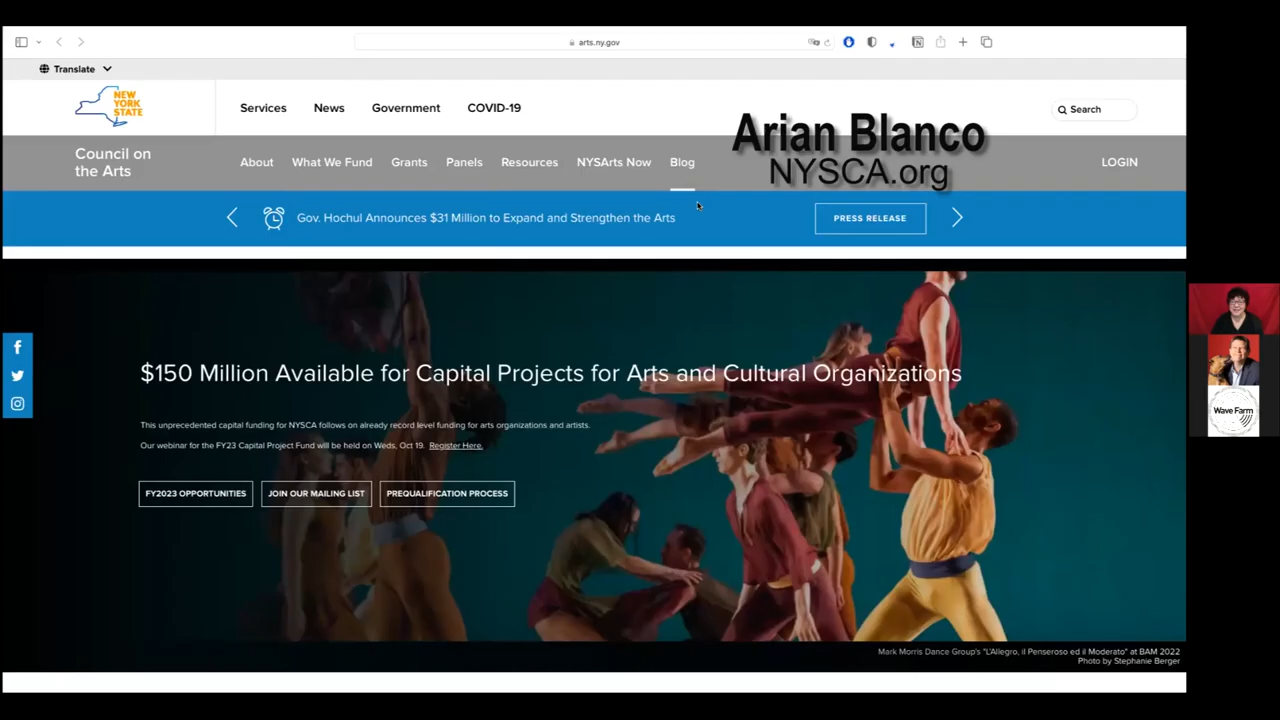 arts.ny.gov
Translate
NEW
YORK
STATE
Services News Government COVID-19
Search
Arian Blanco
NYSCA.org
Council on
the Arts
About What We Fund Grants Panels Resources NYSArts Now Blog
LOGIN
Gov. Hochul Announces $31 Million to Expand and Strengthen the Arts
PRESS RELEASE
$150 Million Available for Capital Projects for Arts and Cultural Organizations
This unprecedented capital funding for NYSCA follows on already record level funding for arts organizations and artists.
Our webinar for the FY23 Capital Project Fund will be held on Weds, Oct 19. Register Here.
FY2023 OPPORTUNITIES JOIN OUR MAILING LIST PREQUALIFICATION PROCESS
Wave Farm
Mark Morris Dance Group's "L'Allegro, il Penseroso ed il Moderato" at BAM 2022
Photo by Stephanie Berger